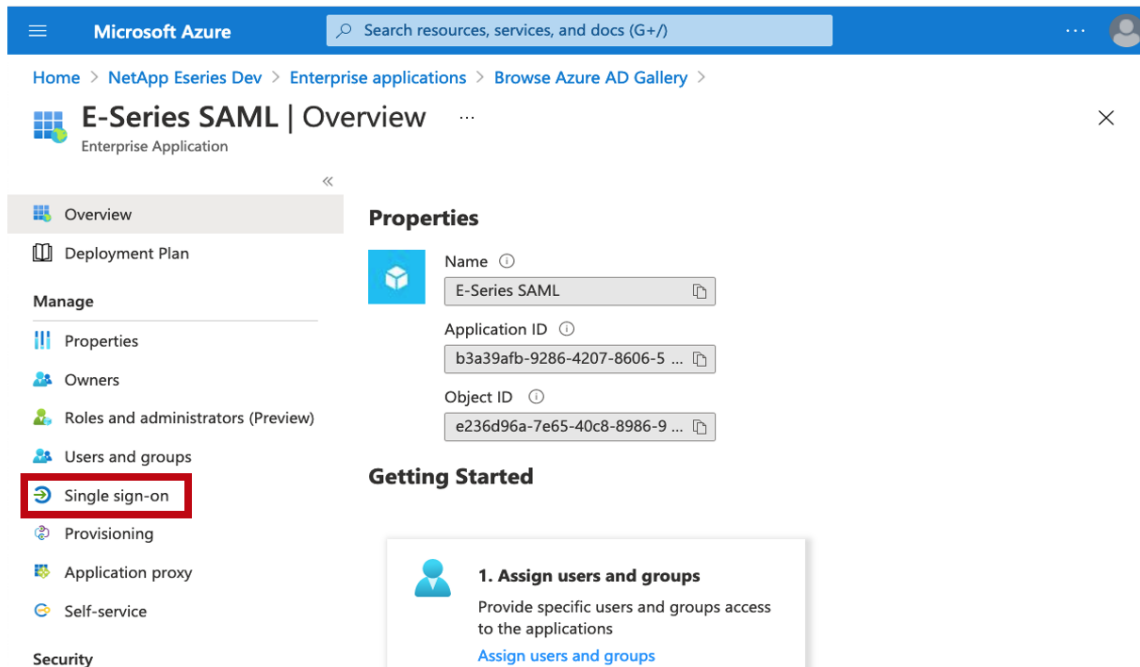 Microsoft Azure
Search resources, services, and docs (G+/)
...
Home > NetApp Eseries Dev > Enterprise applications > Browse Azure AD Gallery >
E-Series SAML | Overview ...
Enterprise Application
«
Overview
Deployment Plan
Manage
Properties
Owners
Roles and administrators (Preview)
Users and groups
Single sign-on
Provisioning
Application proxy
Self-service
Security
Properties
Name
E-Series SAML
Application ID
b3a39afb-9286-4207-8606-5 ...
Object ID
e236d96a-7e65-40c8-8986-9 ...
Getting Started
1. Assign users and groups
Provide specific users and groups access
to the applications
Assign users and groups